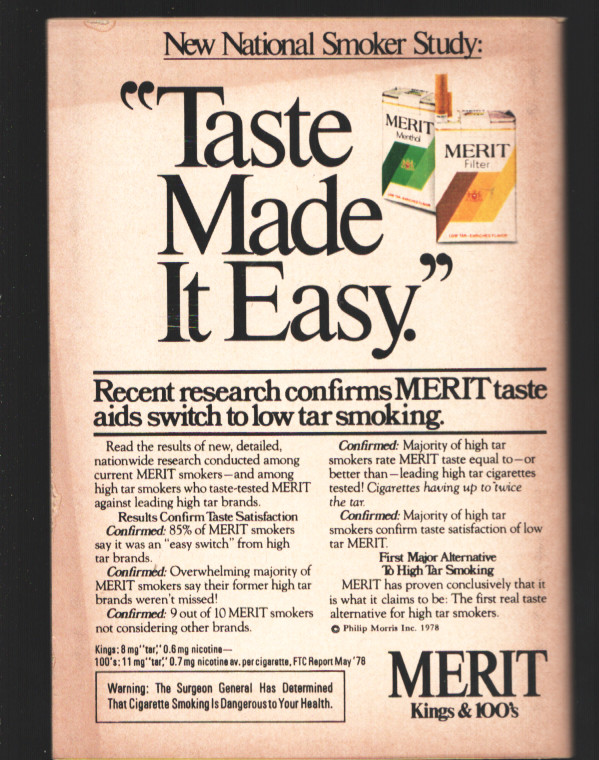 New National Smoker Study:
“Taste
Made
It Easy.”
MERIT
Menthol
MERIT
Filter
LOW TAR-ENRICHED FLAVOR
Recent research confirms MERIT taste
aids switch to low tar smoking.
Read the results of new, detailed,
nationwide research conducted among
current MERIT smokers—and among
high tar smokers who taste-tested MERIT
against leading high tar brands.
Results Confirm Taste Satisfaction
Confirmed: 85% of MERIT smokers
say it was an "easy switch" from high
tar brands.
Confirmed: Overwhelming majority of
MERIT smokers say their former high tar
brands weren't missed!
Confirmed: 9 out of 10 MERIT smokers
not considering other brands.
Confirmed: Majority of high tar
smokers rate MERIT taste equal to—or
better than—leading high tar cigarettes
tested! Cigarettes having up to twice
the tar.
Confirmed: Majority of high tar
smokers confirm taste satisfaction of low
tar MERIT.
First Major Alternative
To High Tar Smoking
MERIT has proven conclusively that it
is what it claims to be: The first real taste
alternative for high tar smokers.
© Philip Morris Inc. 1978
Kings: 8 mg "tar," 0.6 mg nicotine—
100's: 11 mg "tar," 0.7 mg nicotine av. per cigarette, FTC Report May '78
Warning: The Surgeon General Has Determined
That Cigarette Smoking Is Dangerous to Your Health.
MERIT
Kings & 100's